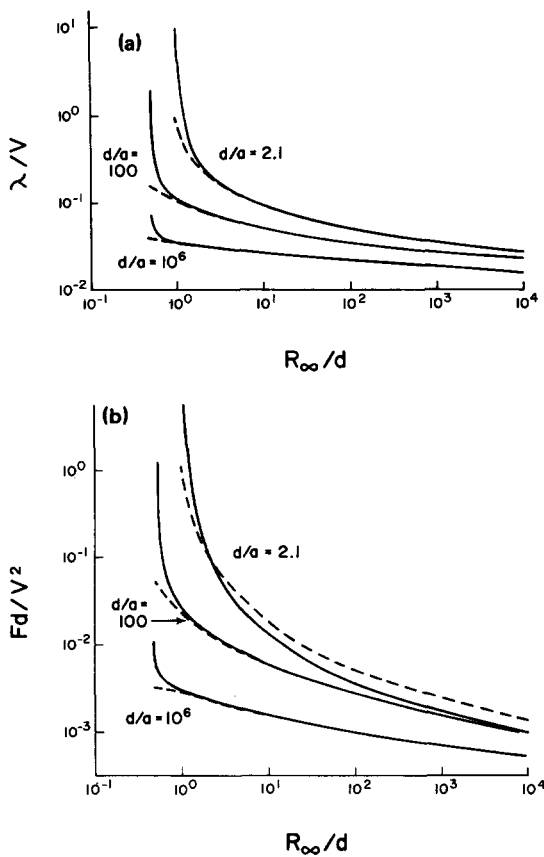 (a)
10¹
10⁰
10⁻¹
10⁻²
λ/V
d/a = 2.1
d/a =
100
d/a = 10⁶
10⁻¹ 10⁰ 10¹ 10² 10³ 10⁴
R∞/d
(b)
10⁰
10⁻¹
10⁻²
10⁻³
Fd/V²
d/a = 2.1
d/a =
100
d/a = 10⁶
10⁻¹ 10⁰ 10¹ 10² 10³ 10⁴
R∞/d